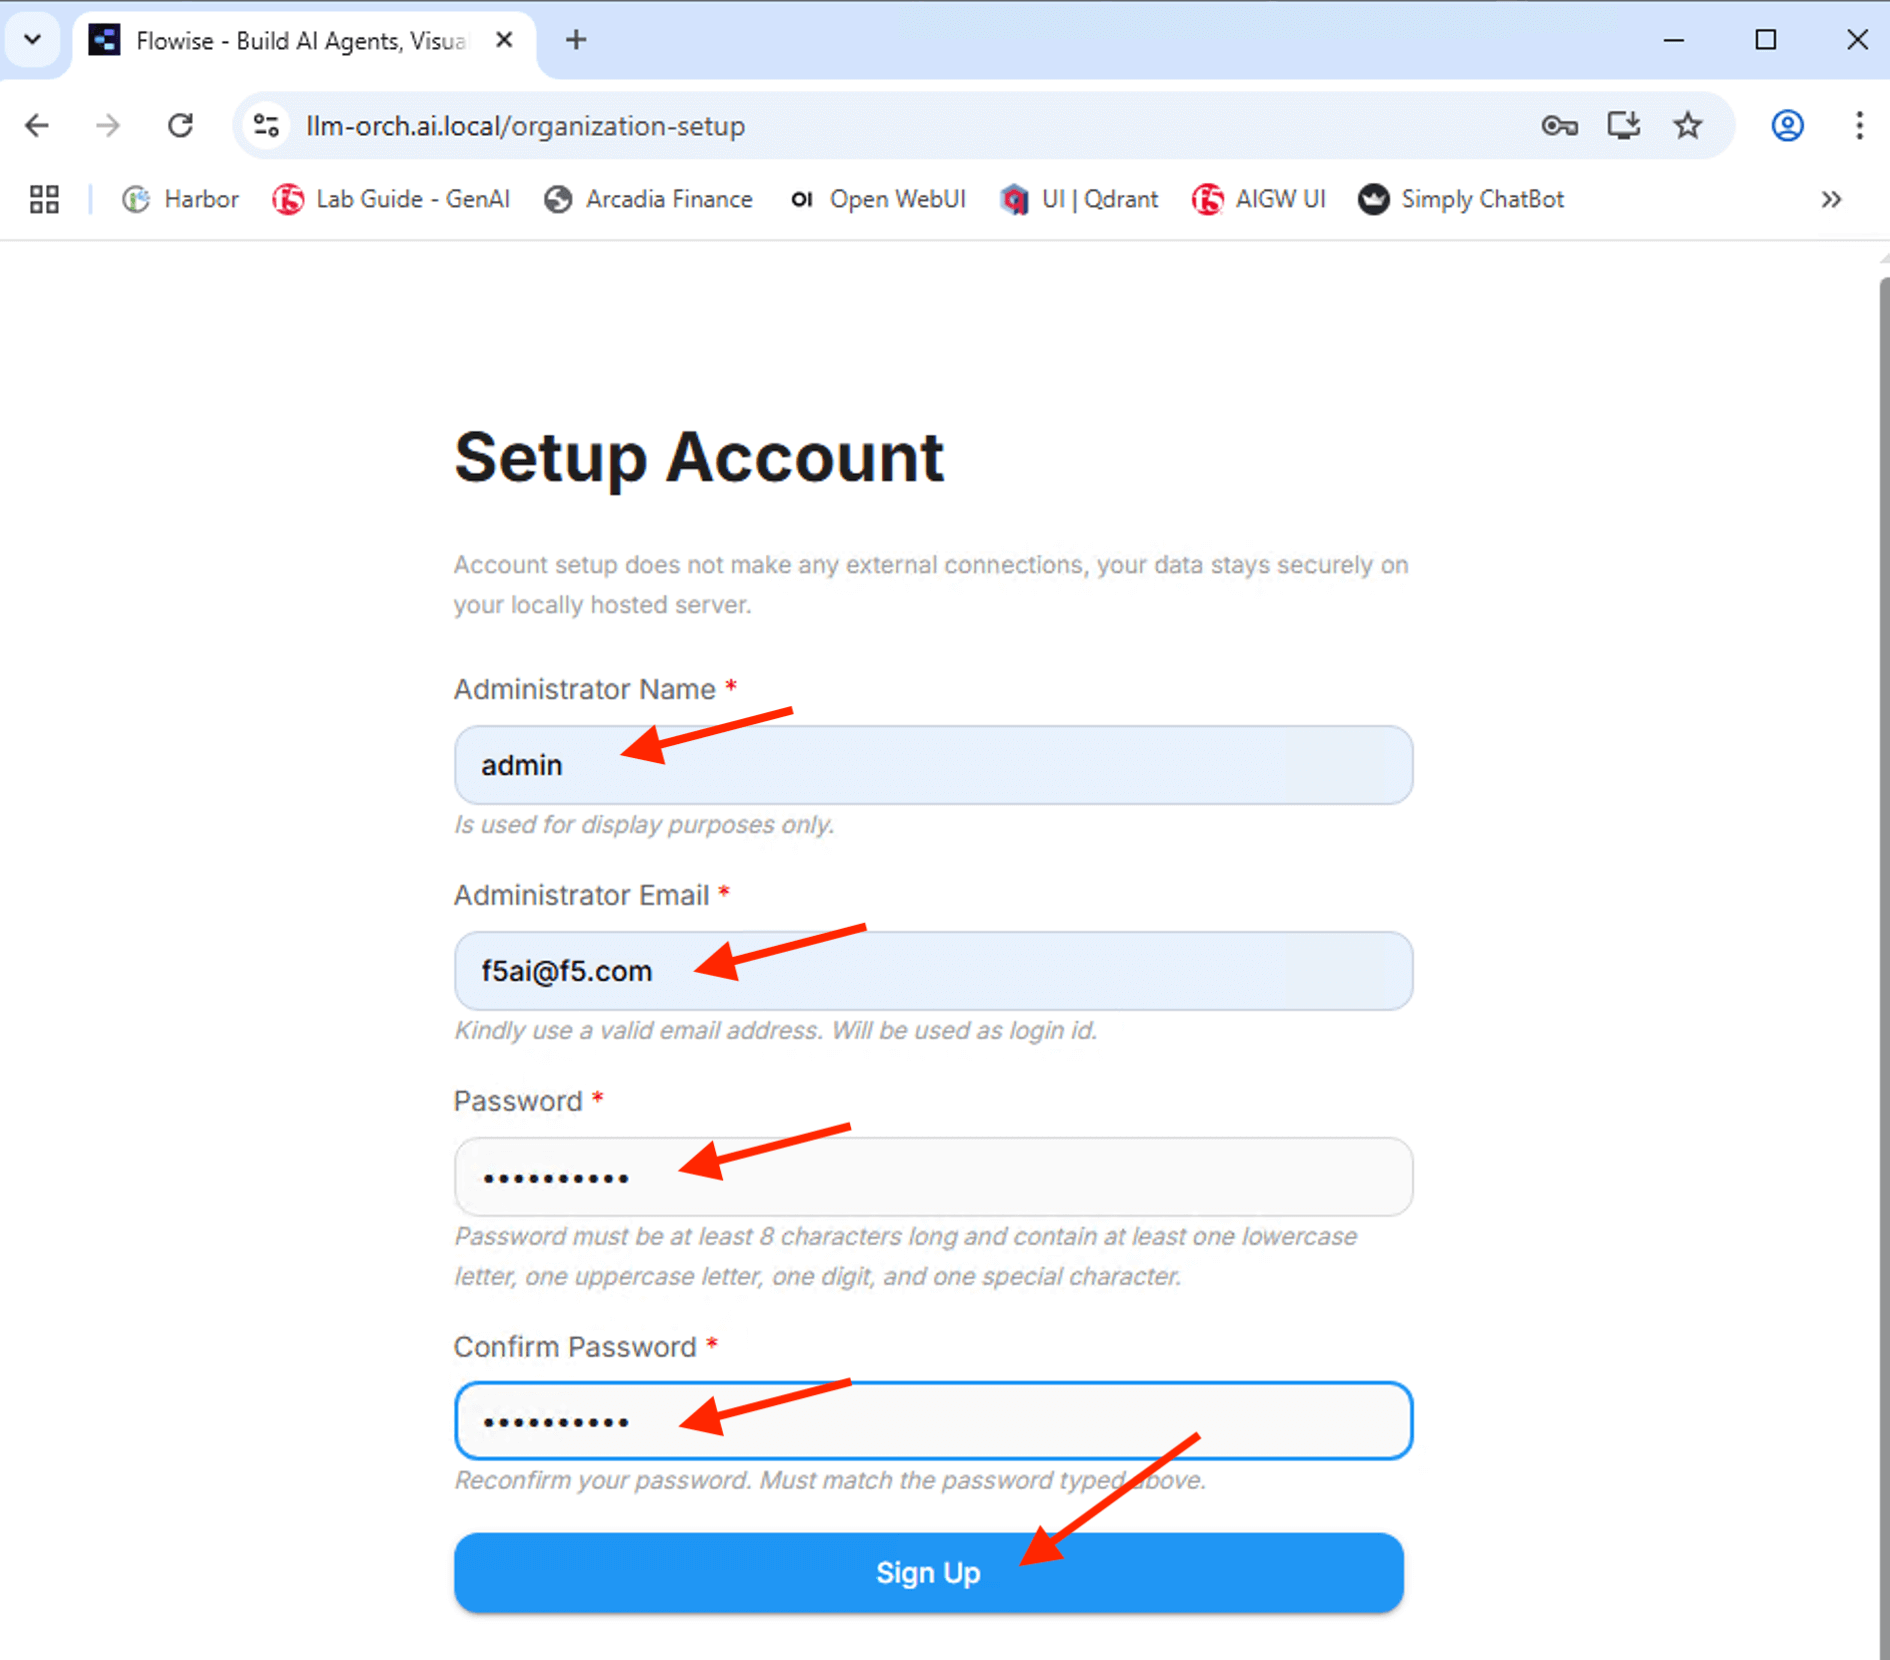 Flowise - Build AI Agents, Visua
llm-orch.ai.local/organization-setup
Harbor
Lab Guide - GenAI
Arcadia Finance
OI Open WebUI
UI | Qdrant
AIGW UI
Simply ChatBot
Setup Account
Account setup does not make any external connections, your data stays securely on
your locally hosted server.
Administrator Name *
admin
Is used for display purposes only.
Administrator Email *
f5ai@f5.com
Kindly use a valid email address. Will be used as login id.
Password *
••••••••••
Password must be at least 8 characters long and contain at least one lowercase
letter, one uppercase letter, one digit, and one special character.
Confirm Password *
••••••••••
Reconfirm your password. Must match the password typed above.
Sign Up